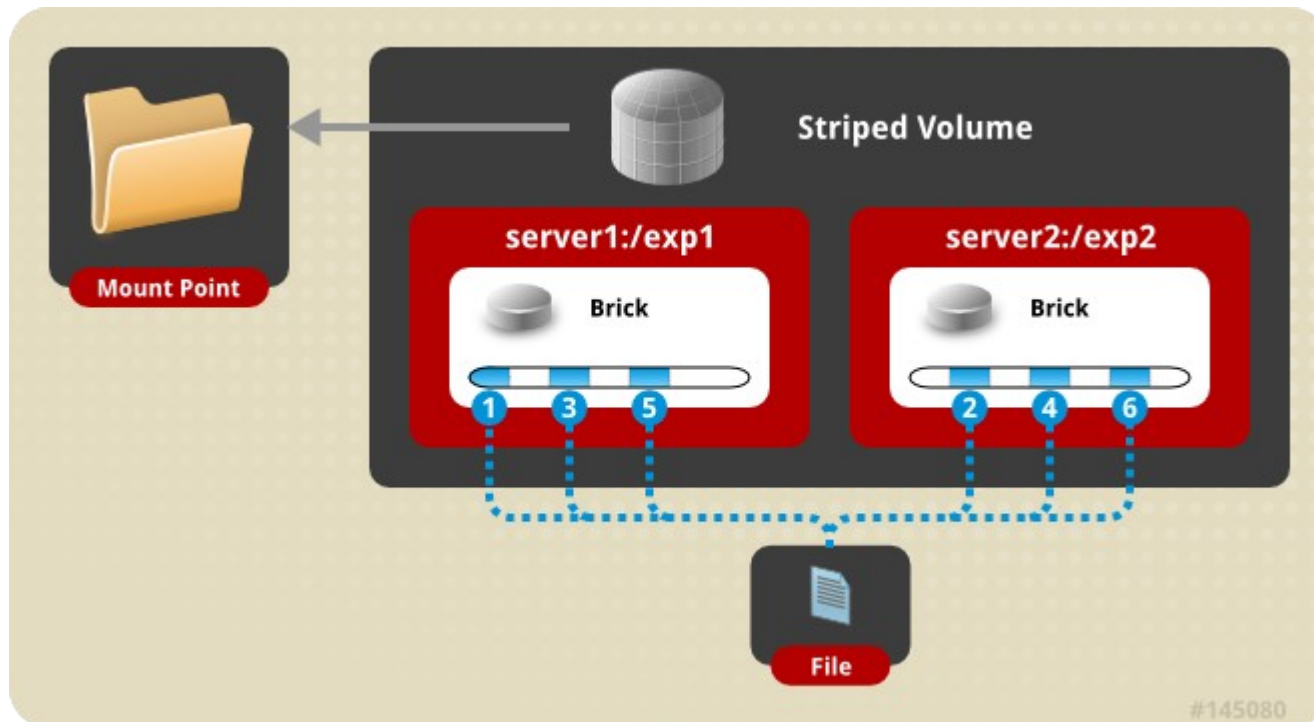 Striped Volume
Mount Point
server1:/exp1
server2:/exp2
Brick
Brick
1
3
5
2
4
6
File
#145080